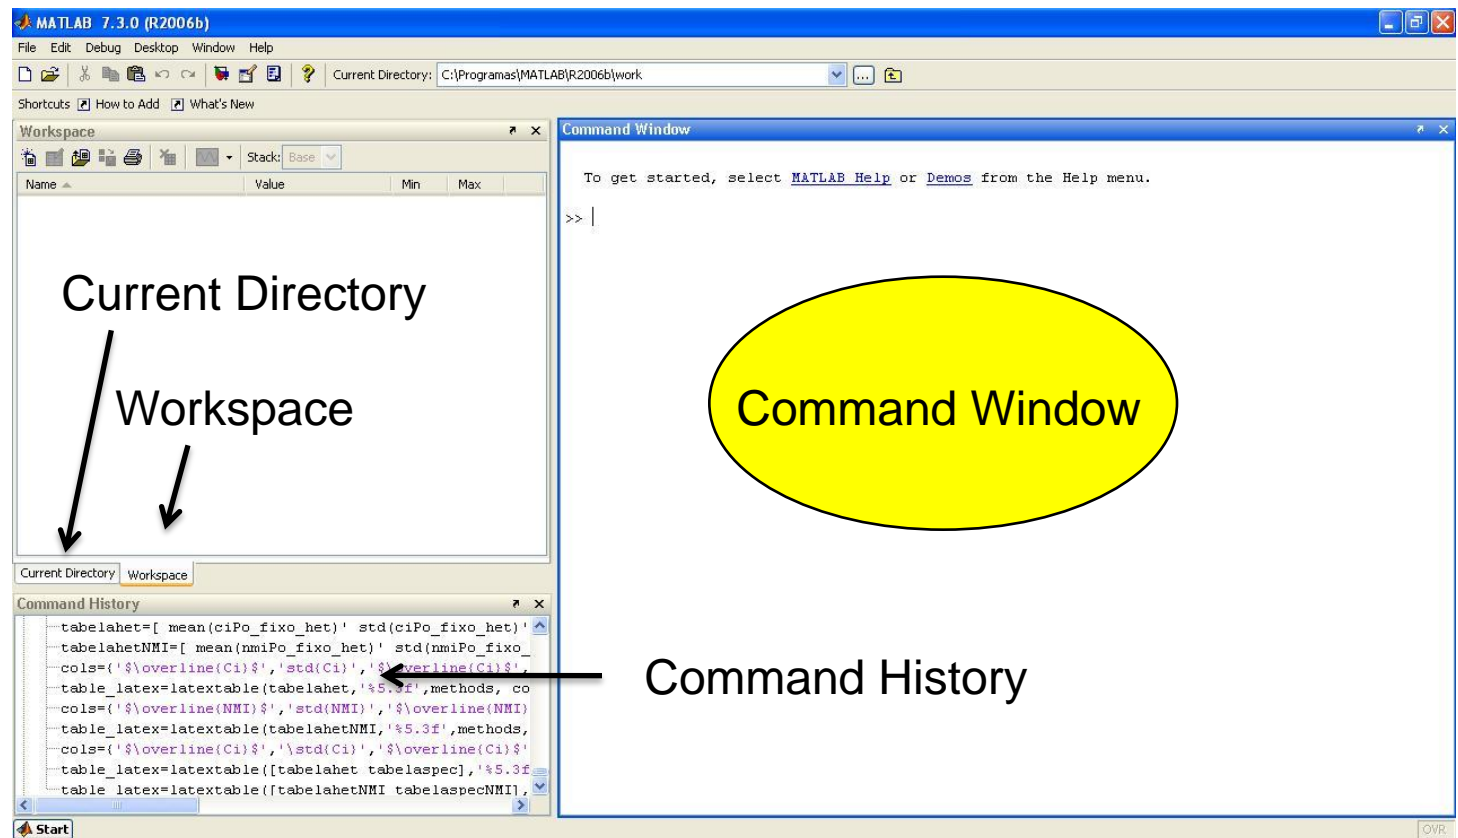 MATLAB 7.3.0 (R2006b)
File Edit Debug Desktop Window Help
Current Directory: C:\Programas\MATLAB\R2006b\work
Shortcuts How to Add What's New
Workspace
Stack: Base
Name Value Min Max
Current Directory
Workspace
Current Directory Workspace
Command History
tabelahet=[ mean(ciPo_fixo_het)' std(ciPo_fixo_het)'
tabelahetNMI=[ mean(nmiPo_fixo_het)' std(nmiPo_fixo_
cols={'$\overline{Ci}$','std{Ci}','$\overline{Ci}$',
table_latex=latextable(tabelahet,'%5.3f',methods, co
cols={'$\overline{NMI}$','std{NMI}','$\overline{NMI}
table_latex=latextable(tabelahetNMI,'%5.3f',methods,
cols={'$\overline{Ci}$','\std{Ci}','$\overline{Ci}$'
table_latex=latextable([tabelahet tabelaspec],'%5.3f
table_latex=latextable([tabelahetNMI tabelaspecNMI],
Command Window
To get started, select MATLAB Help or Demos from the Help menu.
>>
Command Window
Command History
Start
OVR